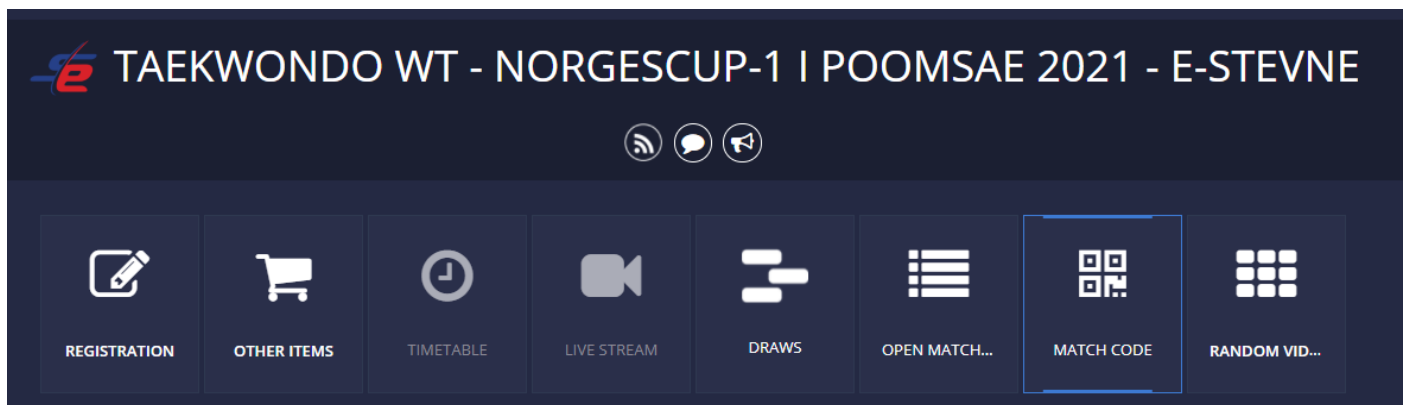 TAEKWONDO WT - NORGESCUP-1 I POOMSAE 2021 - E-STEVNE
REGISTRATION
OTHER ITEMS
TIMETABLE
LIVE STREAM
DRAWS
OPEN MATCH...
MATCH CODE
RANDOM VID...